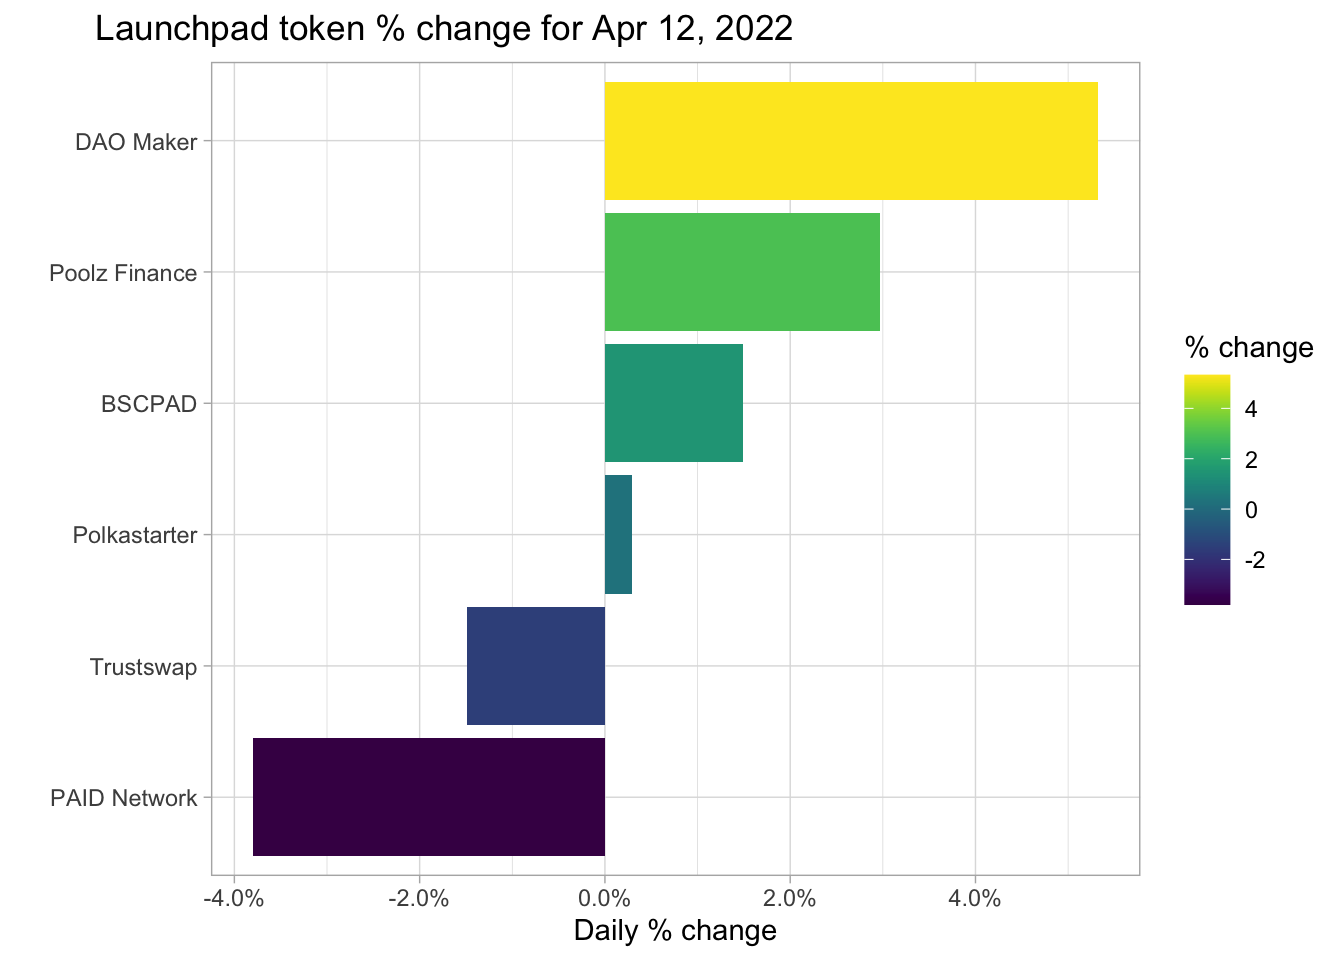 Launchpad token % change for Apr 12, 2022
DAO Maker
Poolz Finance
BSCPAD
Polkastarter
Trustswap
PAID Network
-4.0%
-2.0%
0.0%
2.0%
4.0%
Daily % change
% change
4
2
0
-2